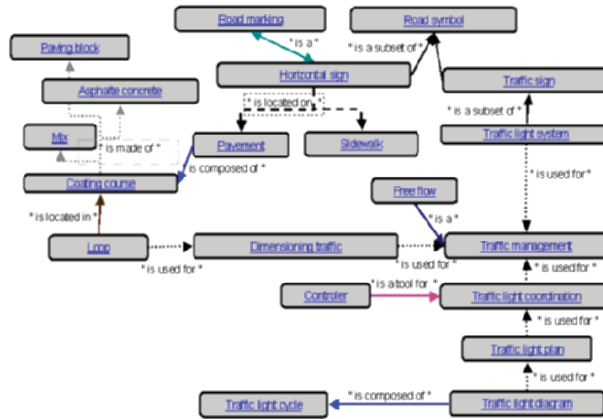 Road marking
Road symbol
" is a "
" is a subset of "
Paving block
Horizontal sign
Asphalte concrete
Traffic sign
" is located on "
" is a subset of "
Mix
Traffic light system
" is made of "
Pavement
Slidewalk
" is composed of "
" is used for "
Coating course
Free flow
" is located in "
" is a "
Loop
Dimensioning traffic
Traffic management
" is used for "
" is used for "
" is used for "
Controler
" is a tool for "
Traffic light coordination
" is used for "
Traffic light plan
" is used for "
Traffic light cycle
" is composed of "
Traffic light diagram